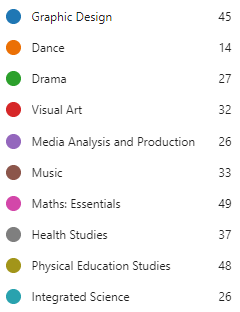 Graphic Design 45
Dance 14
Drama 27
Visual Art 32
Media Analysis and Production 26
Music 33
Maths: Essentials 49
Health Studies 37
Physical Education Studies 48
Integrated Science 26